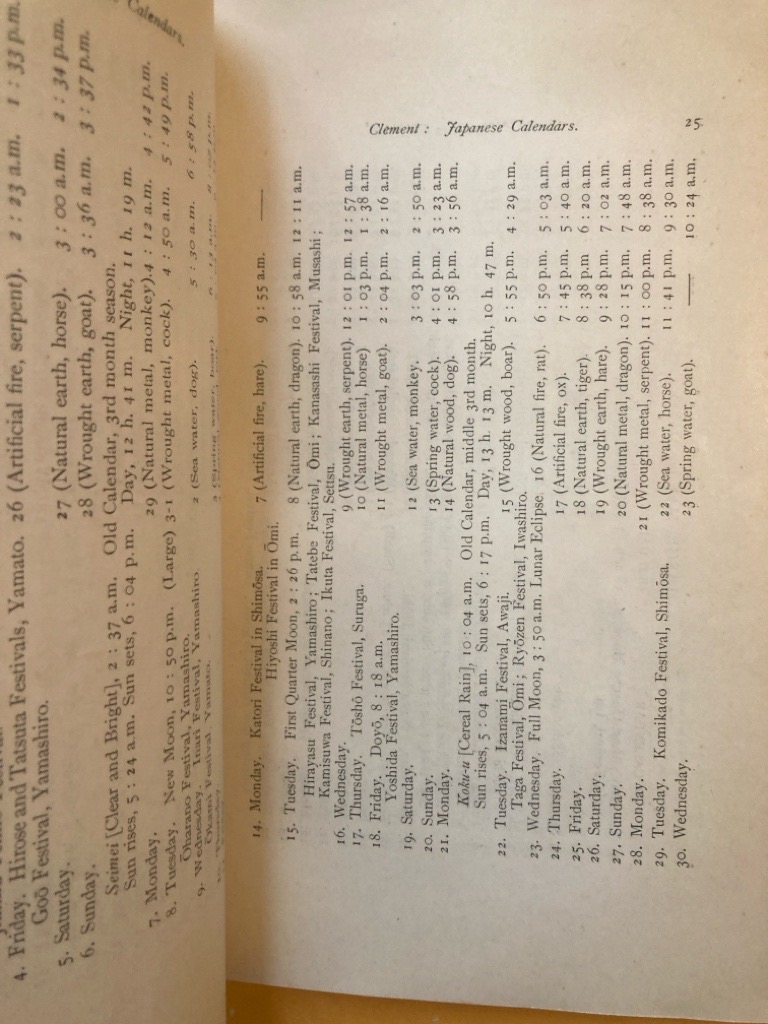 Calendars.
4. Friday. Hirose and Tatsuta Festivals, Yamato. 26 (Artificial fire, serpent). 2 : 23 a.m. 1 : 33 p.m.
Goō Festival, Yamashiro.
5. Saturday. 27 (Natural earth, horse). 3 : 00 a.m. 2 : 34 p.m.
6. Sunday. 28 (Wrought earth, goat). 3 : 36 a.m. 3 : 37 p.m.
Seimei [Clear and Bright], 2 : 37 a.m. Old Calendar, 3rd month season.
Sun rises, 5 : 24 a.m. Sun sets, 6 : 04 p.m. Day, 12 h. 41 m. Night, 11 h. 19 m.
7. Monday. 29 (Natural metal, monkey). 4 : 12 a.m. 4 : 42 p.m.
8. Tuesday. New Moon, 10 : 50 p.m. (Large) 3-1 (Wrought metal, cock). 4 : 50 a.m. 5 : 49 p.m.
Oharano Festival, Yamashiro.
9. Wednesday. Inari Festival, Yamashiro. 2 (Sea water, dog). 5 : 30 a.m. 6 : 58 p.m.
Festival Yamato.
Clement : Japanese Calendars. 25
14. Monday. Katori Festival in Shimōsa. 7 (Artificial fire, hare). 9 : 55 a.m. ——
Hiyoshi Festival in Ōmi.
15. Tuesday. First Quarter Moon, 2 : 26 p.m. 8 (Natural earth, dragon). 10 : 58 a.m. 12 : 11 a.m.
Hirayasu Festival, Yamashiro ; Tatebe Festival, Ōmi ; Kanasashi Festival, Musashi ;
Kamisuwa Festival, Shinano ; Ikuta Festival, Settsu.
16. Wednesday. 9 (Wrought earth, serpent). 12 : 01 p.m. 12 : 57 a.m.
17. Thursday. Tōshō Festival, Suruga. 10 (Natural metal, horse) 1 : 03 p.m. 1 : 38 a.m.
18. Friday. Doyō, 8 : 18 a.m. 11 (Wrought metal, goat). 2 : 04 p.m. 2 : 16 a.m.
Yoshida Festival, Yamashiro.
19. Saturday. 12 (Sea water, monkey. 3 : 03 p.m. 2 : 50 a.m.
20. Sunday. 13 (Spring water, cock). 4 : 01 p.m. 3 : 23 a.m.
21. Monday. 14 (Natural wood, dog). 4 : 58 p.m. 3 : 56 a.m.
Koku-u [Cereal Rain], 10 : 04 a.m. Old Calendar, middle 3rd month.
Sun rises, 5 : 04 a.m. Sun sets, 6 : 17 p.m. Day, 13 h. 13 m. Night, 10 h. 47 m.
22. Tuesday. Izanami Festival, Awaji. 15 (Wrought wood, boar). 5 : 55 p.m. 4 : 29 a.m.
Taga Festival, Ōmi ; Ryōzen Festival, Iwashiro.
23. Wednesday. Full Moon, 3 : 50 a.m. Lunar Eclipse. 16 (Natural fire, rat). 6 : 50 p.m. 5 : 03 a.m.
24. Thursday. 17 (Artificial fire, ox). 7 : 45 p.m. 5 : 40 a.m.
25. Friday. 18 (Natural earth, tiger). 8 : 38 p.m 6 : 20 a.m.
26. Saturday. 19 (Wrought earth, hare). 9 : 28 p.m. 7 : 02 a.m.
27. Sunday. 20 (Natural metal, dragon). 10 : 15 p.m. 7 : 48 a.m.
28. Monday. 21 (Wrought metal, serpent). 11 : 00 p.m. 8 : 38 a.m.
29. Tuesday. Komikado Festival, Shimōsa. 22 (Sea water, horse). 11 : 41 p.m. 9 : 30 a.m.
30. Wednesday. 23 (Spring water, goat). —— 10 : 24 a.m.